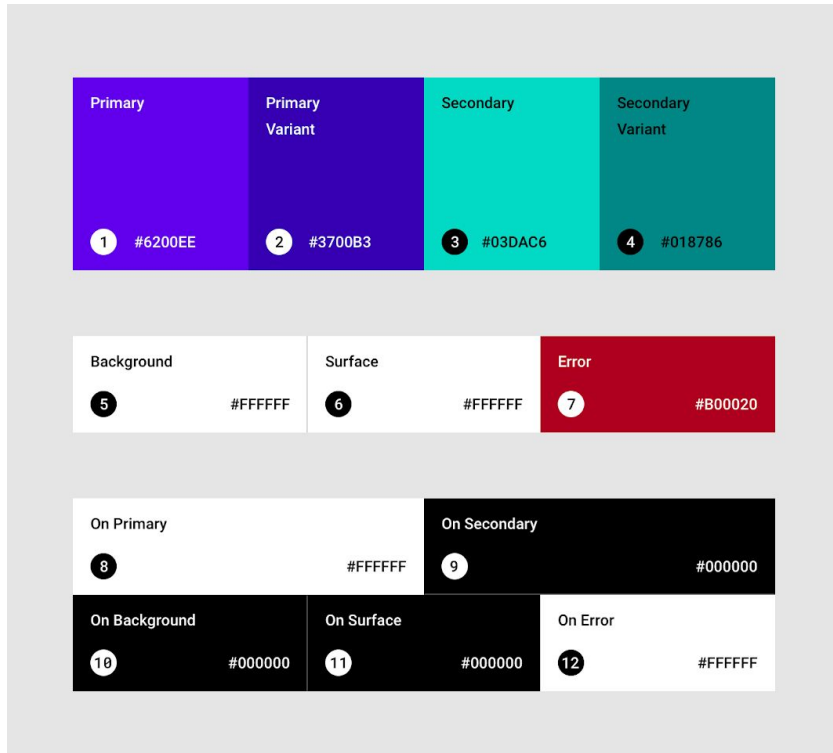 Primary
Primary
Variant
Secondary
Secondary
Variant
1 #6200EE
2 #3700B3
3 #03DAC6
4 #018786
Background
Surface
Error
5 #FFFFFF
6 #FFFFFF
7 #B00020
On Primary
On Secondary
8 #FFFFFF
9 #000000
On Background
On Surface
On Error
10 #000000
11 #000000
12 #FFFFFF